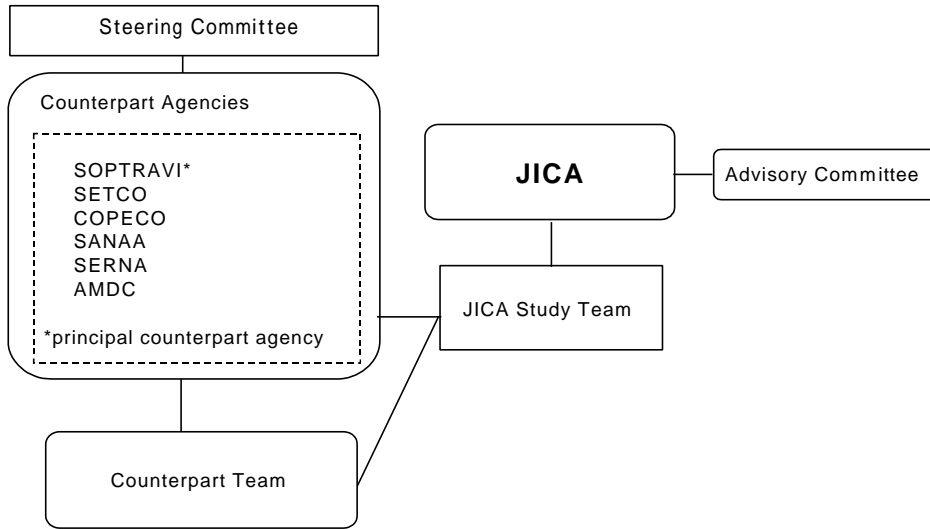 Steering Committee
Counterpart Agencies
SOPTRAVI*
SETCO
COPECO
SANAA
SERNA
AMDC
*principal counterpart agency
JICA
Advisory Committee
JICA Study Team
Counterpart Team